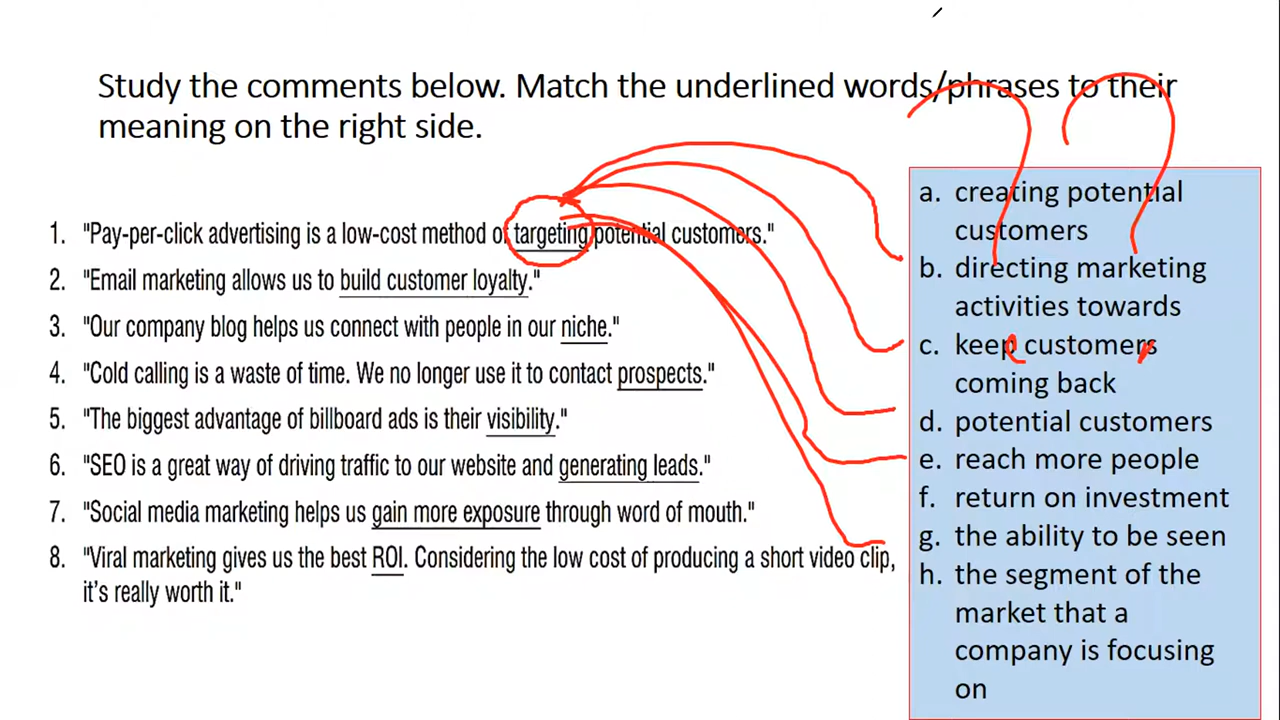 Study the comments below. Match the underlined words/phrases to their
meaning on the right side.
1. "Pay-per-click advertising is a low-cost method of targeting potential customers."
2. "Email marketing allows us to build customer loyalty."
3. "Our company blog helps us connect with people in our niche."
4. "Cold calling is a waste of time. We no longer use it to contact prospects."
5. "The biggest advantage of billboard ads is their visibility."
6. "SEO is a great way of driving traffic to our website and generating leads."
7. "Social media marketing helps us gain more exposure through word of mouth."
8. "Viral marketing gives us the best ROI. Considering the low cost of producing a short video clip,
it's really worth it."
a. creating potential
customers
b. directing marketing
activities towards
c. keep customers
coming back
d. potential customers
e. reach more people
f. return on investment
g. the ability to be seen
h. the segment of the
market that a
company is focusing
on